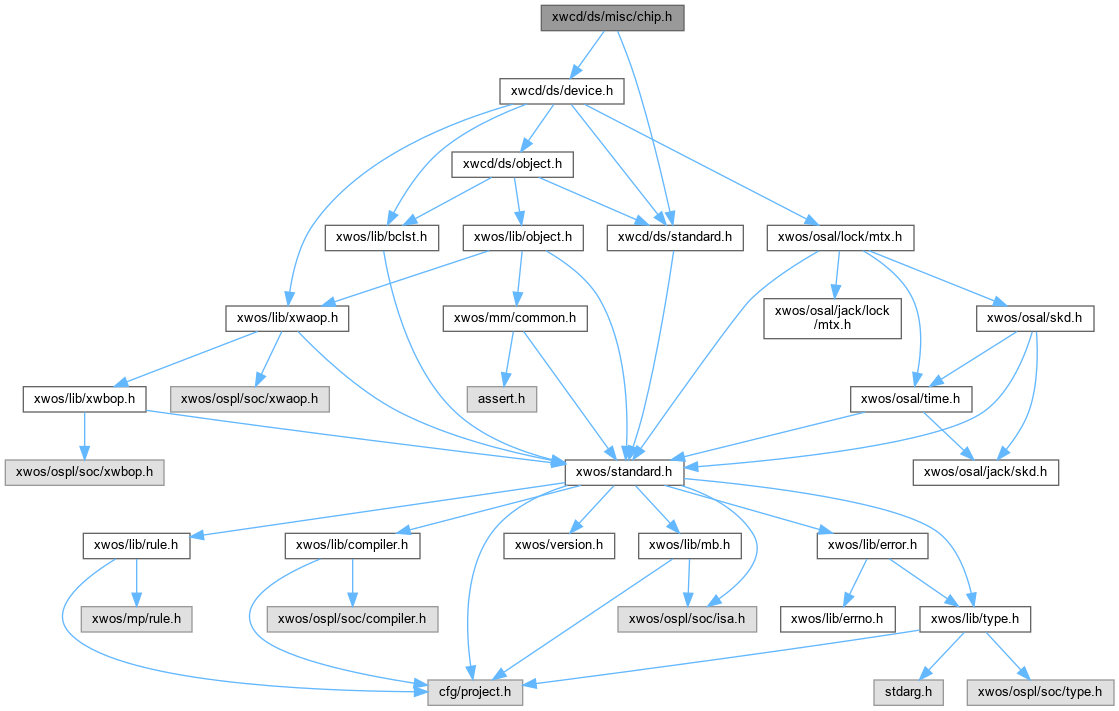 xwcd/ds/misc/chip.h
xwcd/ds/device.h
xwcd/ds/object.h
xwos/lib/bclst.h
xwos/lib/object.h
xwcd/ds/standard.h
xwos/osal/lock/mtx.h
xwos/lib/xwaop.h
xwos/mm/common.h
xwos/osal/jack/lock
/mtx.h
xwos/osal/skd.h
xwos/lib/xwbop.h
xwos/ospl/soc/xwaop.h
assert.h
xwos/osal/time.h
xwos/ospl/soc/xwbop.h
xwos/standard.h
xwos/osal/jack/skd.h
xwos/lib/rule.h
xwos/lib/compiler.h
xwos/version.h
xwos/lib/mb.h
xwos/lib/error.h
xwos/mp/rule.h
xwos/ospl/soc/compiler.h
xwos/ospl/soc/isa.h
xwos/lib/errno.h
xwos/lib/type.h
cfg/project.h
stdarg.h
xwos/ospl/soc/type.h